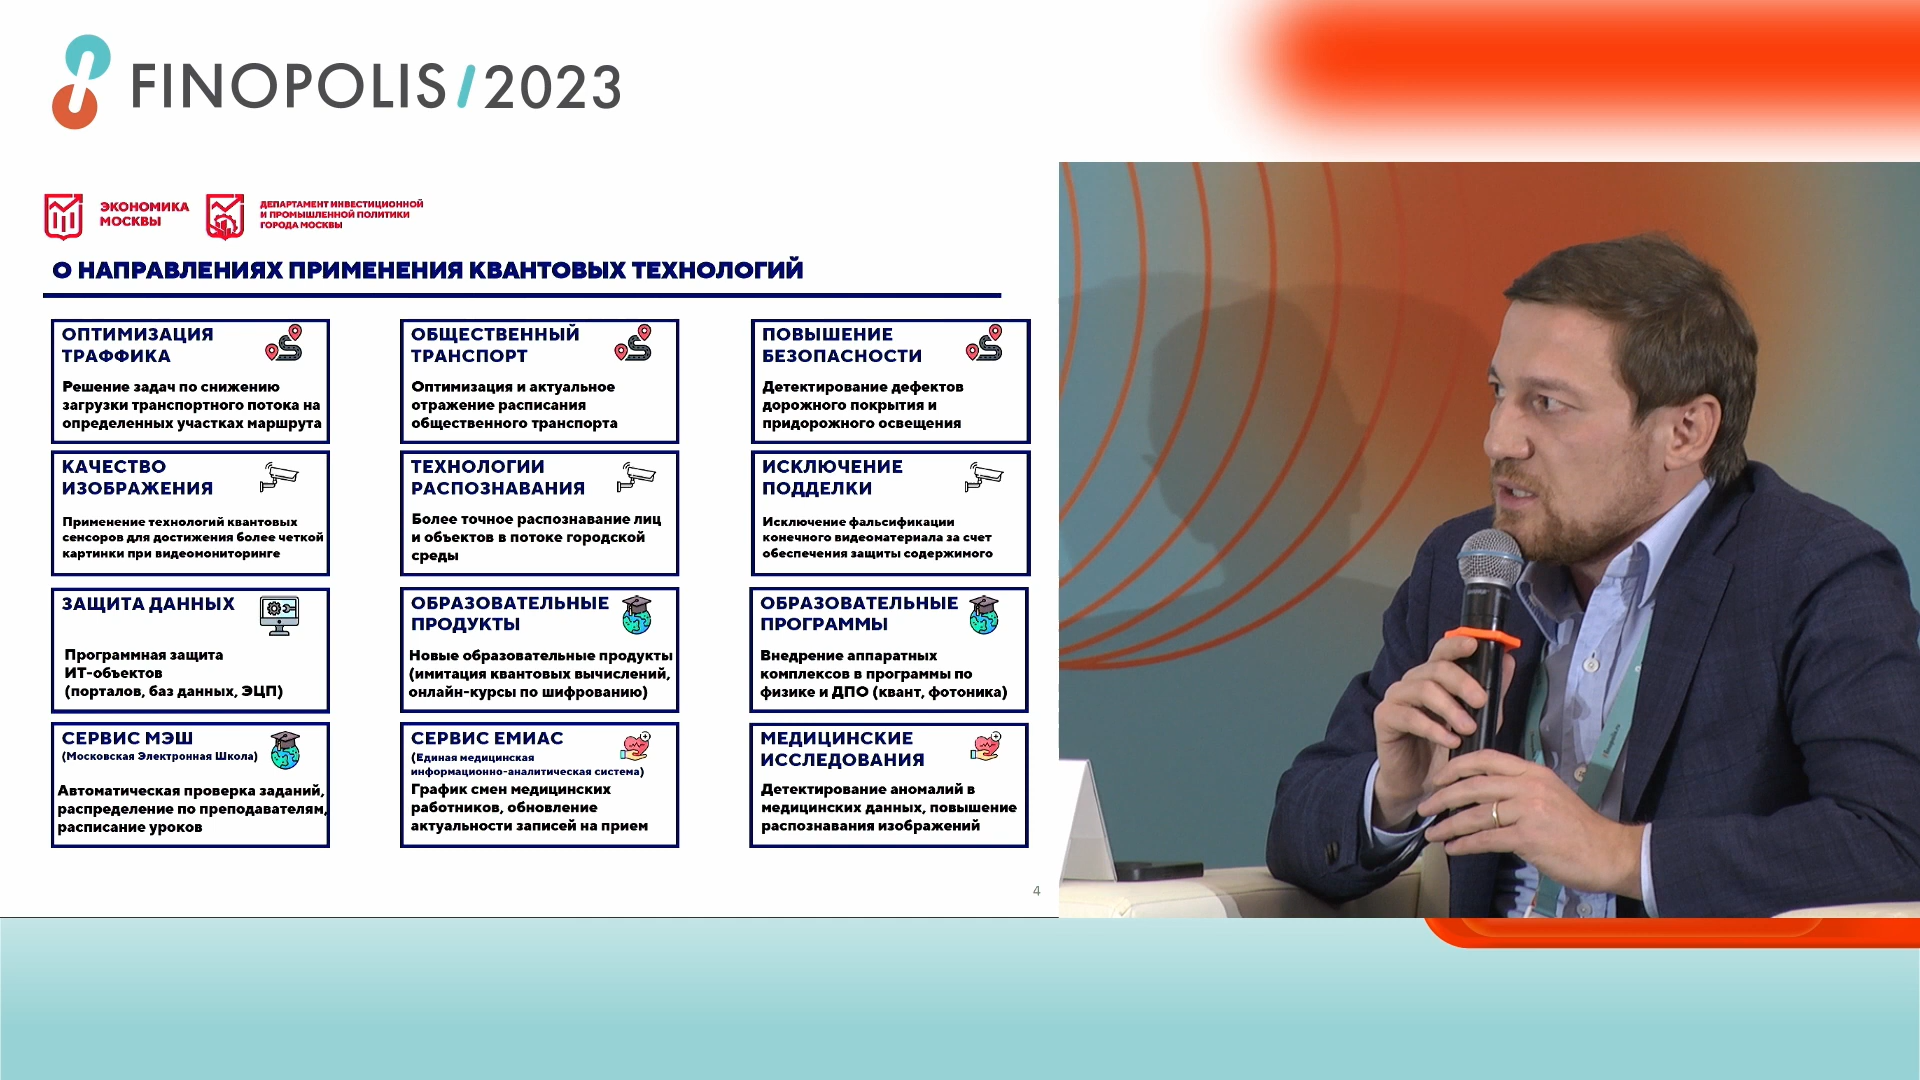 FINOPOLIS/2023
ЭКОНОМИКА
МОСКВЫ
ДЕПАРТАМЕНТ ИНВЕСТИЦИОННОЙ
И ПРОМЫШЛЕННОЙ ПОЛИТИКИ
ГОРОДА МОСКВЫ
О НАПРАВЛЕНИЯХ ПРИМЕНЕНИЯ КВАНТОВЫХ ТЕХНОЛОГИЙ
ОПТИМИЗАЦИЯ
ТРАФФИКА
Решение задач по снижению
загрузки транспортного потока на
определенных участках маршрута
ОБЩЕСТВЕННЫЙ
ТРАНСПОРТ
Оптимизация и актуальное
отражение расписания
общественного транспорта
ПОВЫШЕНИЕ
БЕЗОПАСНОСТИ
Детектирование дефектов
дорожного покрытия и
придорожного освещения
КАЧЕСТВО
ИЗОБРАЖЕНИЯ
Применение технологий квантовых
сенсоров для достижения более четкой
картинки при видеомониторинге
ТЕХНОЛОГИИ
РАСПОЗНАВАНИЯ
Более точное распознавание лиц
и объектов в потоке городской
среды
ИСКЛЮЧЕНИЕ
ПОДДЕЛКИ
Исключение фальсификации
конечного видеоматериала за счет
обеспечения защиты содержимого
ЗАЩИТА ДАННЫХ
Программная защита
ИТ-объектов
(порталов, баз данных, ЭЦП)
ОБРАЗОВАТЕЛЬНЫЕ
ПРОДУКТЫ
Новые образовательные продукты
(имитация квантовых вычислений,
онлайн-курсы по шифрованию)
ОБРАЗОВАТЕЛЬНЫЕ
ПРОГРАММЫ
Внедрение аппаратных
комплексов в программы по
физике и ДПО (квант, фотоника)
СЕРВИС МЭШ
(Московская Электронная Школа)
Автоматическая проверка заданий,
распределение по преподавателям,
расписание уроков
СЕРВИС ЕМИАС
(Единая медицинская
информационно-аналитическая система)
График смен медицинских
работников, обновление
актуальности записей на прием
МЕДИЦИНСКИЕ
ИССЛЕДОВАНИЯ
Детектирование аномалий в
медицинских данных, повышение
распознавания изображений
4